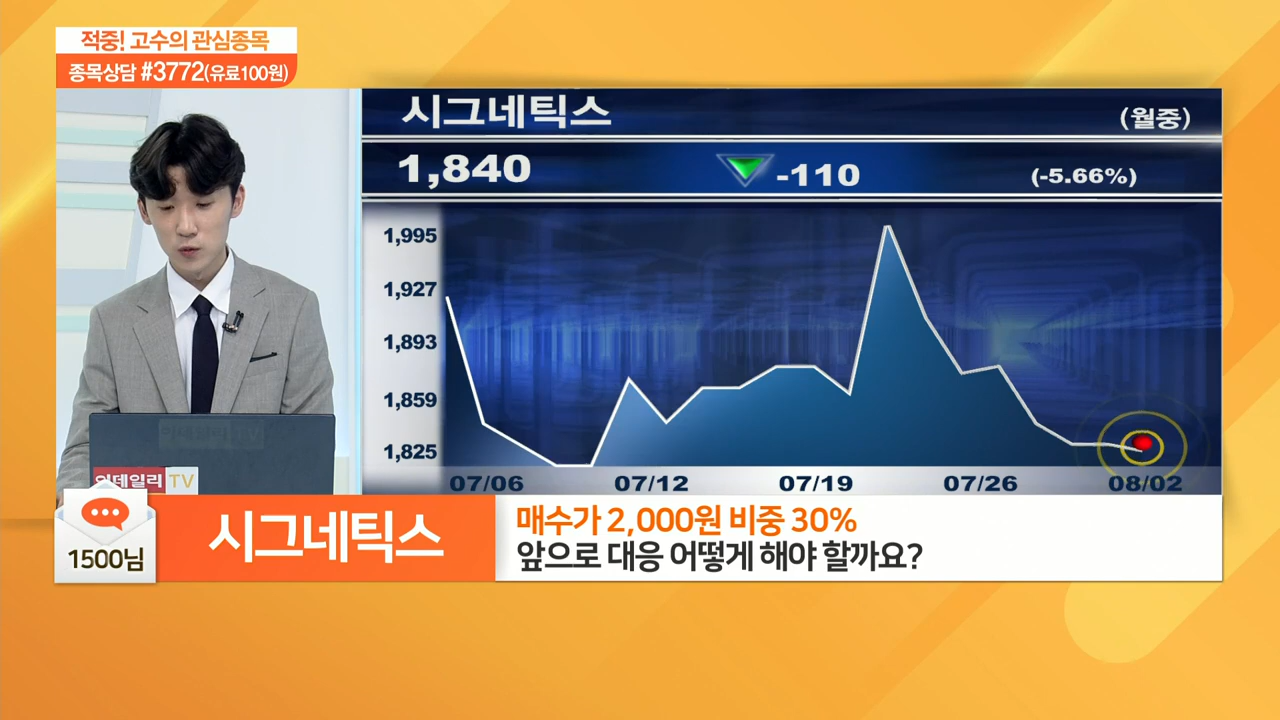 적중! 고수의 관심종목
종목상담 #3772(유료100원)
시그네틱스
(월중)
1,840
-110
(-5.66%)
1,995
1,927
1,893
1,859
1,825
07/06
07/12
07/19
07/26
08/02
이데일리 TV
1500님
시그네틱스
매수가 2,000원 비중 30%
앞으로 대응 어떻게 해야 할까요?